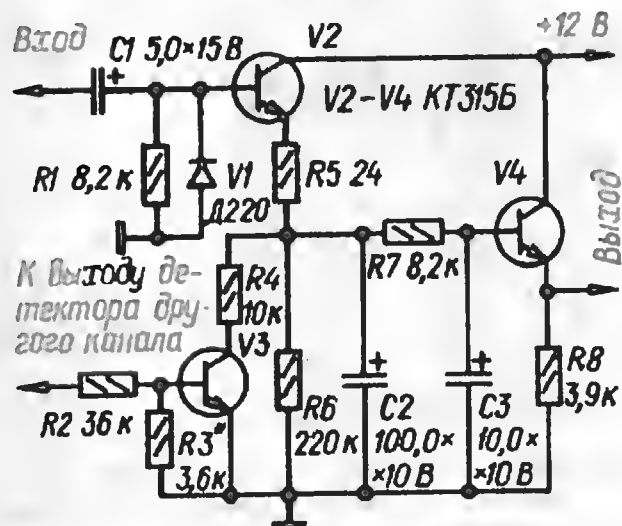 Вход
C1 5,0×15 В
V2
+12 В
V2-V4 КТ315Б
R1 8,2 к
V1
Д220
R5 24
V4
Выход
R7 8,2к
К выходу де-
тектора дру-
гого канала
R4
10к
V3
R2 36 к
R3*
3,6к
R6
220 к
C2
100,0×
×10 В
C3
10,0×
×10 В
R8
3,9к